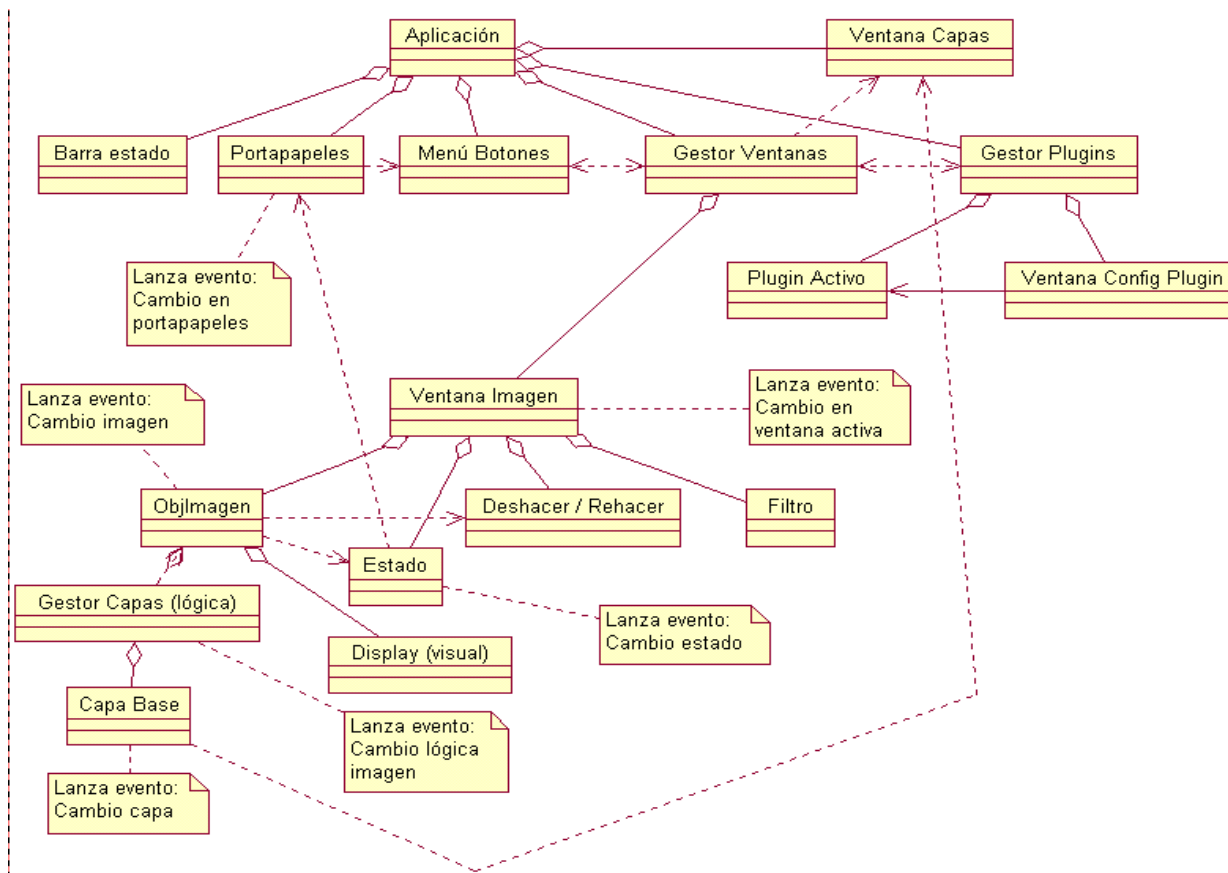 Aplicación
Ventana Capas
Barra estado
Portapapeles
Menú Botones
Gestor Ventanas
Gestor Plugins
Lanza evento:
Cambio en
portapapeles
Plugin Activo
Ventana Config Plugin
Lanza evento:
Cambio imagen
Ventana Imagen
Lanza evento:
Cambio en
ventana activa
ObjImagen
Deshacer / Rehacer
Filtro
Estado
Gestor Capas (lógica)
Lanza evento:
Cambio estado
Display (visual)
Capa Base
Lanza evento:
Cambio lógica
imagen
Lanza evento:
Cambio capa